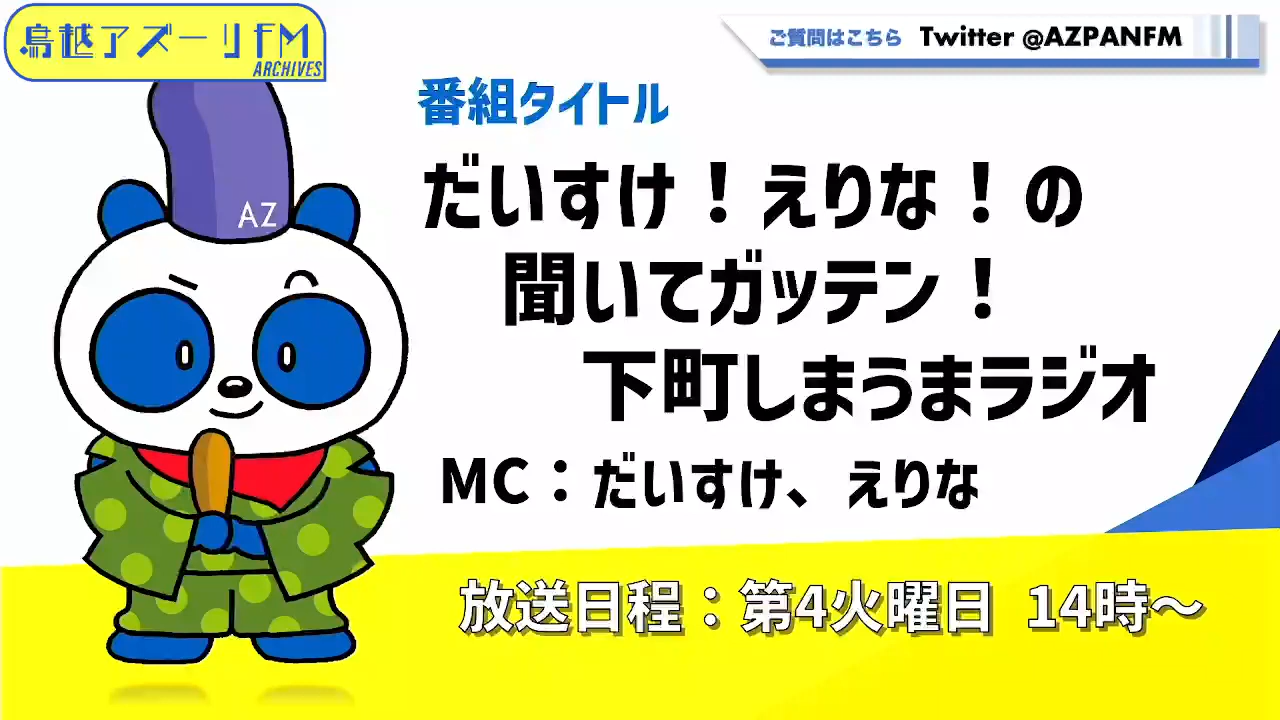 鳥越アズーリFM
ARCHIVES
ご質問はこちら Twitter @AZPANFM
番組タイトル
だいすけ！えりな！の
聞いてガッテン！
下町しまうまラジオ
MC：だいすけ、えりな
放送日程：第4火曜日 14時～
AZ